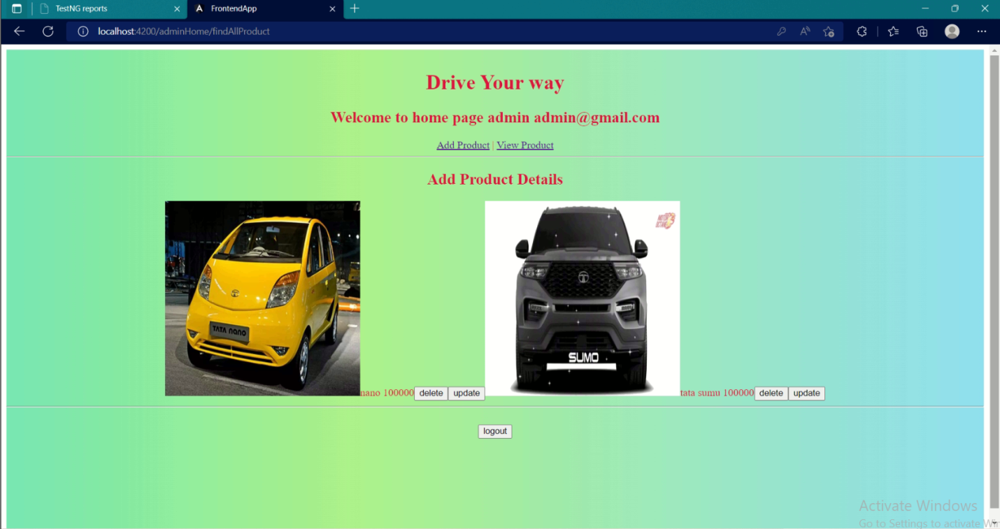 TestNG reports
FrontendApp
localhost:4200/adminHome/findAllProduct
Drive Your way
Welcome to home page admin admin@gmail.com
Add Product | View Product
Add Product Details
TATA nano
SUMO
nano 100000 delete update
tata sumu 100000 delete update
logout
Activate Windows
Go to Settings to activate Win